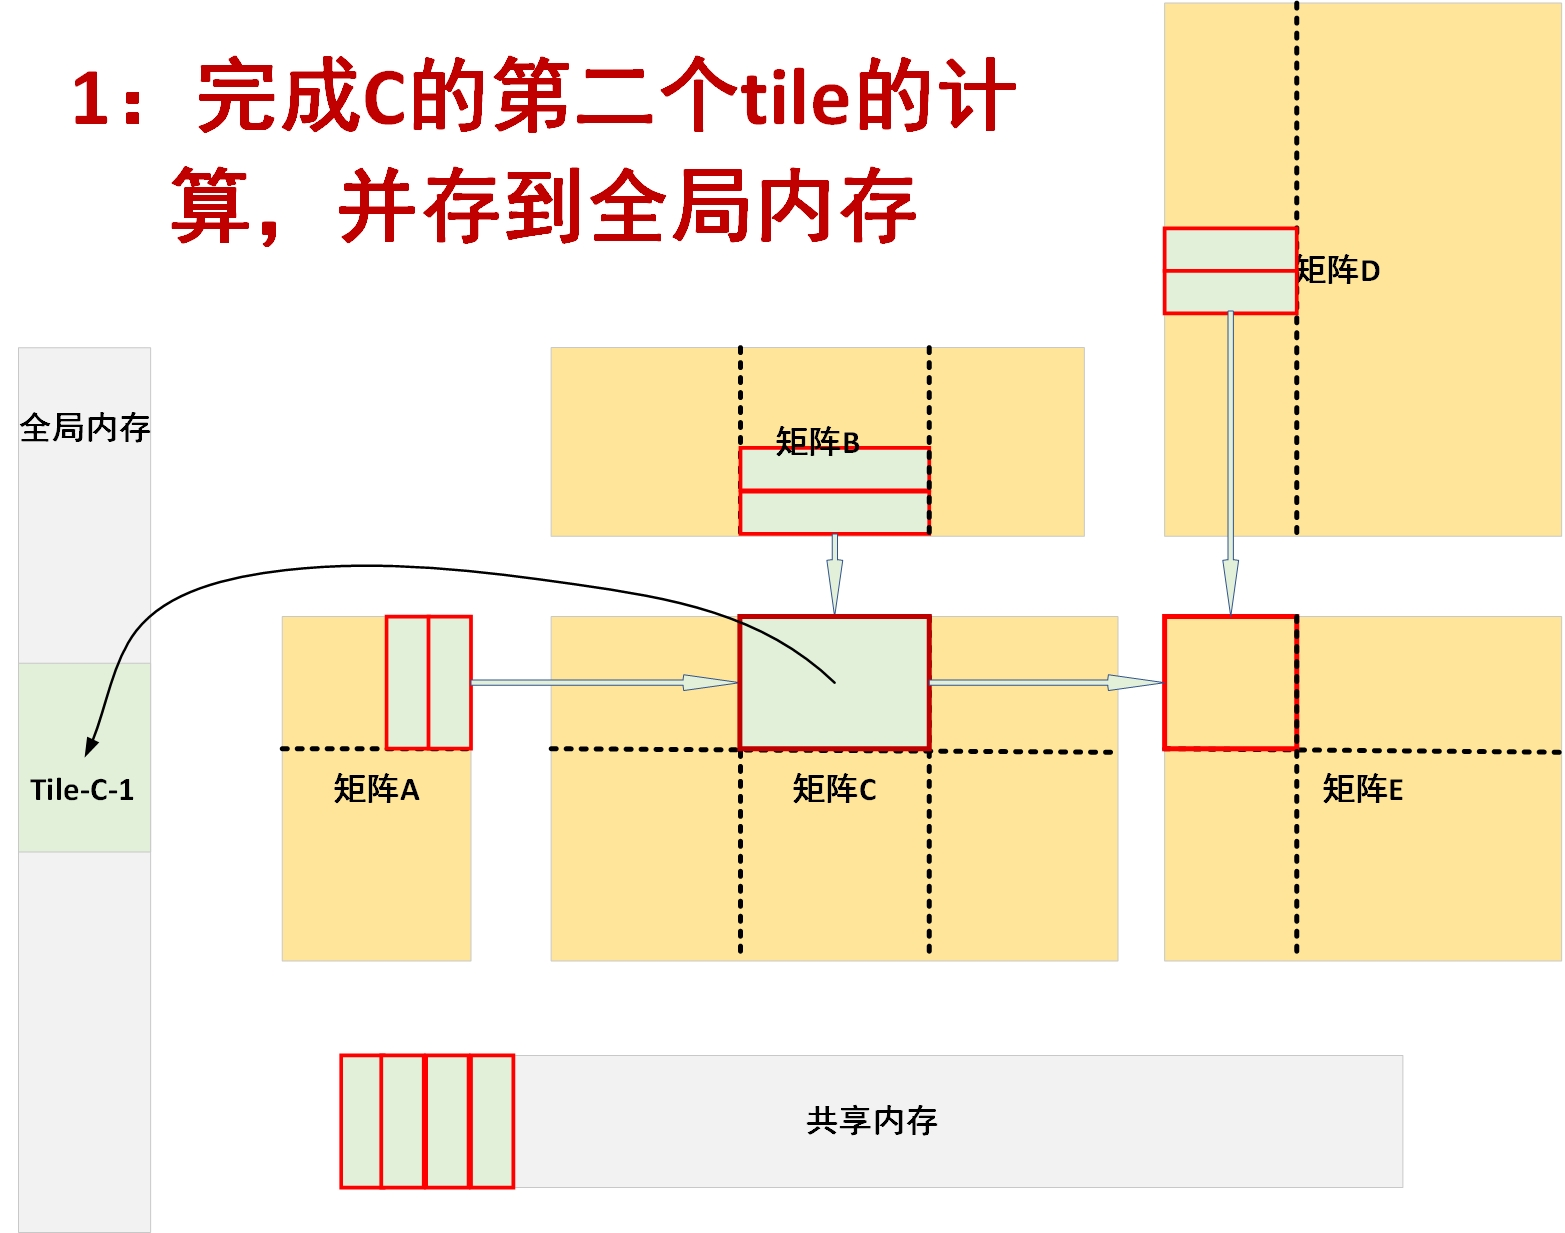 1：完成C的第二个tile的计
算，并存到全局内存
矩阵D
全局内存
矩阵B
Tile-C-1
矩阵A
矩阵C
矩阵E
共享内存